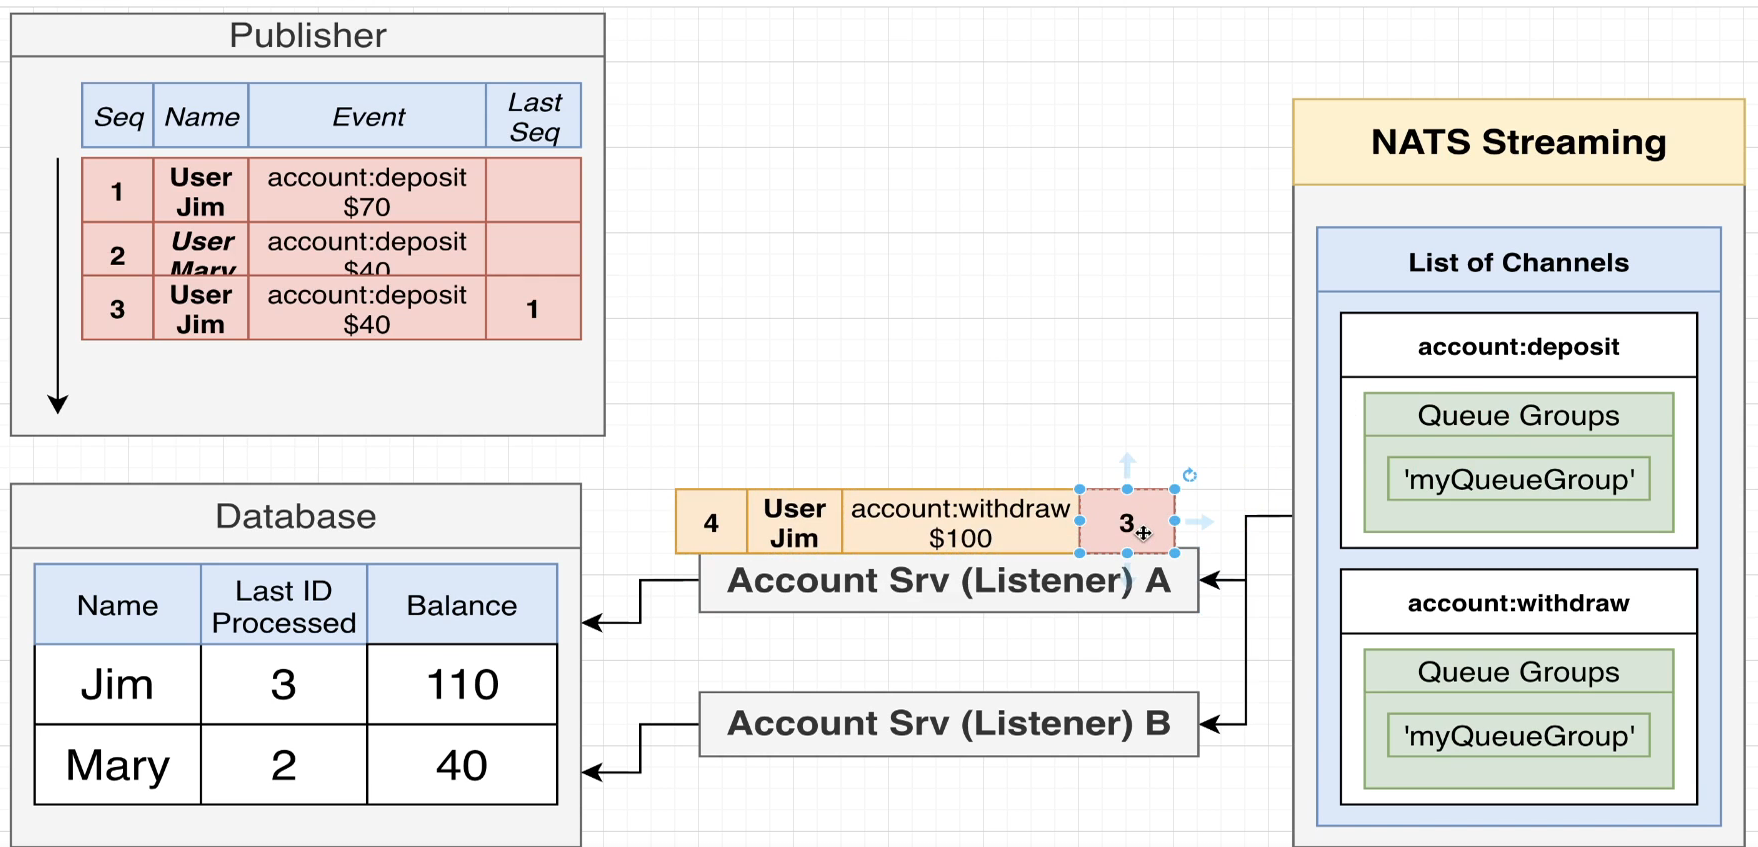 Publisher
Seq Name Event Last Seq
1 User Jim account:deposit $70
2 User Mary account:deposit $40
3 User Jim account:deposit $40 1
NATS Streaming
List of Channels
account:deposit
Queue Groups
'myQueueGroup'
account:withdraw
Queue Groups
'myQueueGroup'
4 User Jim account:withdraw $100 3
Account Srv (Listener) A
Account Srv (Listener) B
Database
Name Last ID Processed Balance
Jim 3 110
Mary 2 40